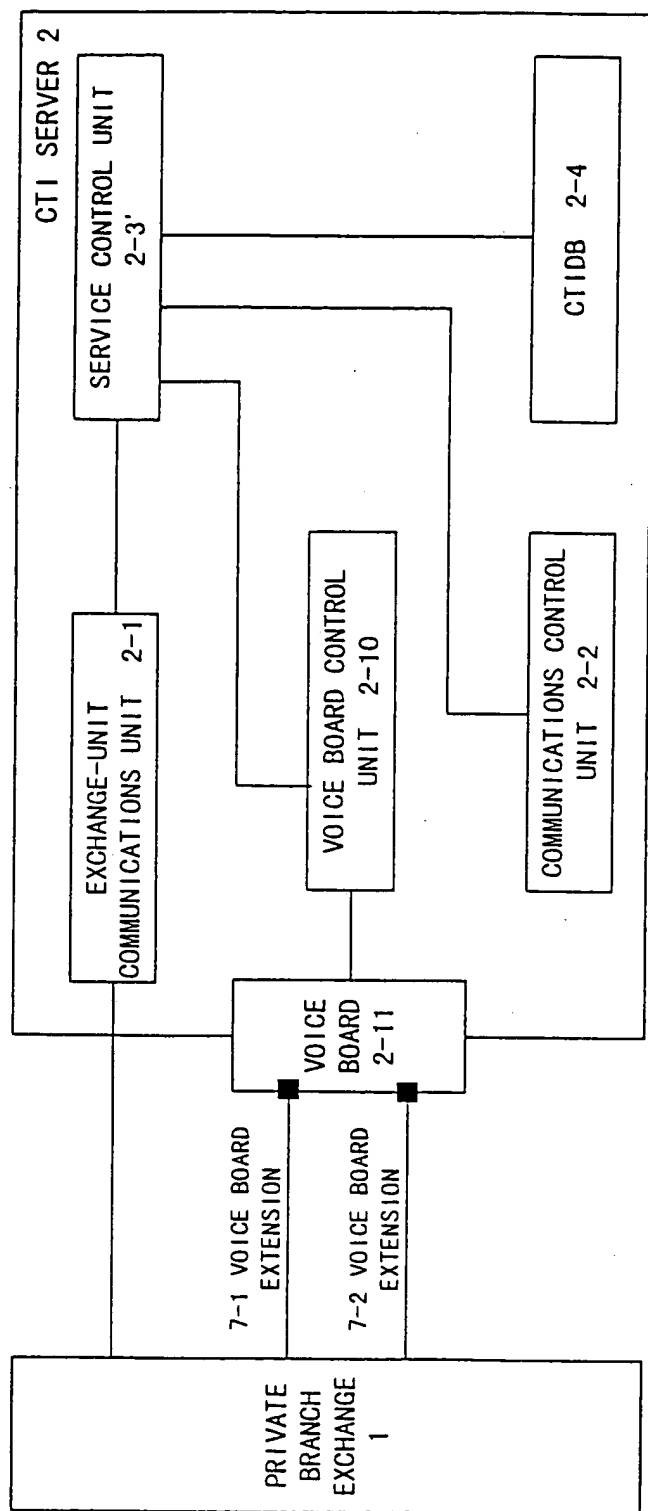 CTI SERVER 2
PRIVATE
BRANCH
EXCHANGE
1
EXCHANGE-UNIT
COMMUNICATIONS UNIT 2-1
SERVICE CONTROL UNIT
2-3'
7-1 VOICE BOARD
EXTENSION
7-2 VOICE BOARD
EXTENSION
VOICE
BOARD
2-11
VOICE BOARD CONTROL
UNIT 2-10
COMMUNICATIONS CONTROL
UNIT 2-2
CTIDB 2-4